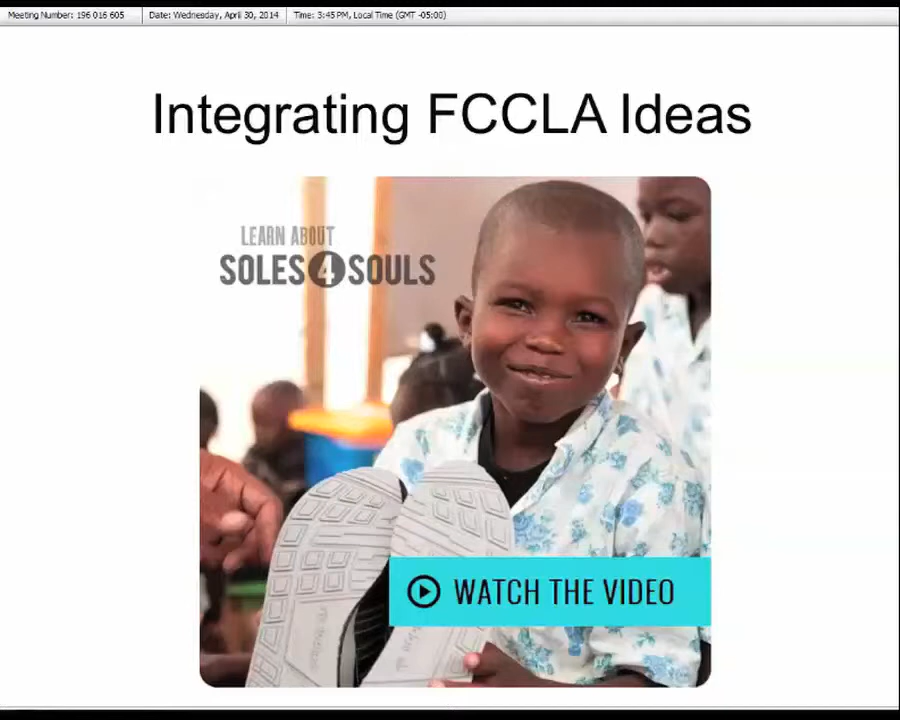 Meeting Number: 196 016 605 Date: Wednesday, April 30, 2014 Time: 3:45 PM, Local Time (GMT -05:00)
Integrating FCCLA Ideas
LEARN ABOUT
SOLES4SOULS
WATCH THE VIDEO